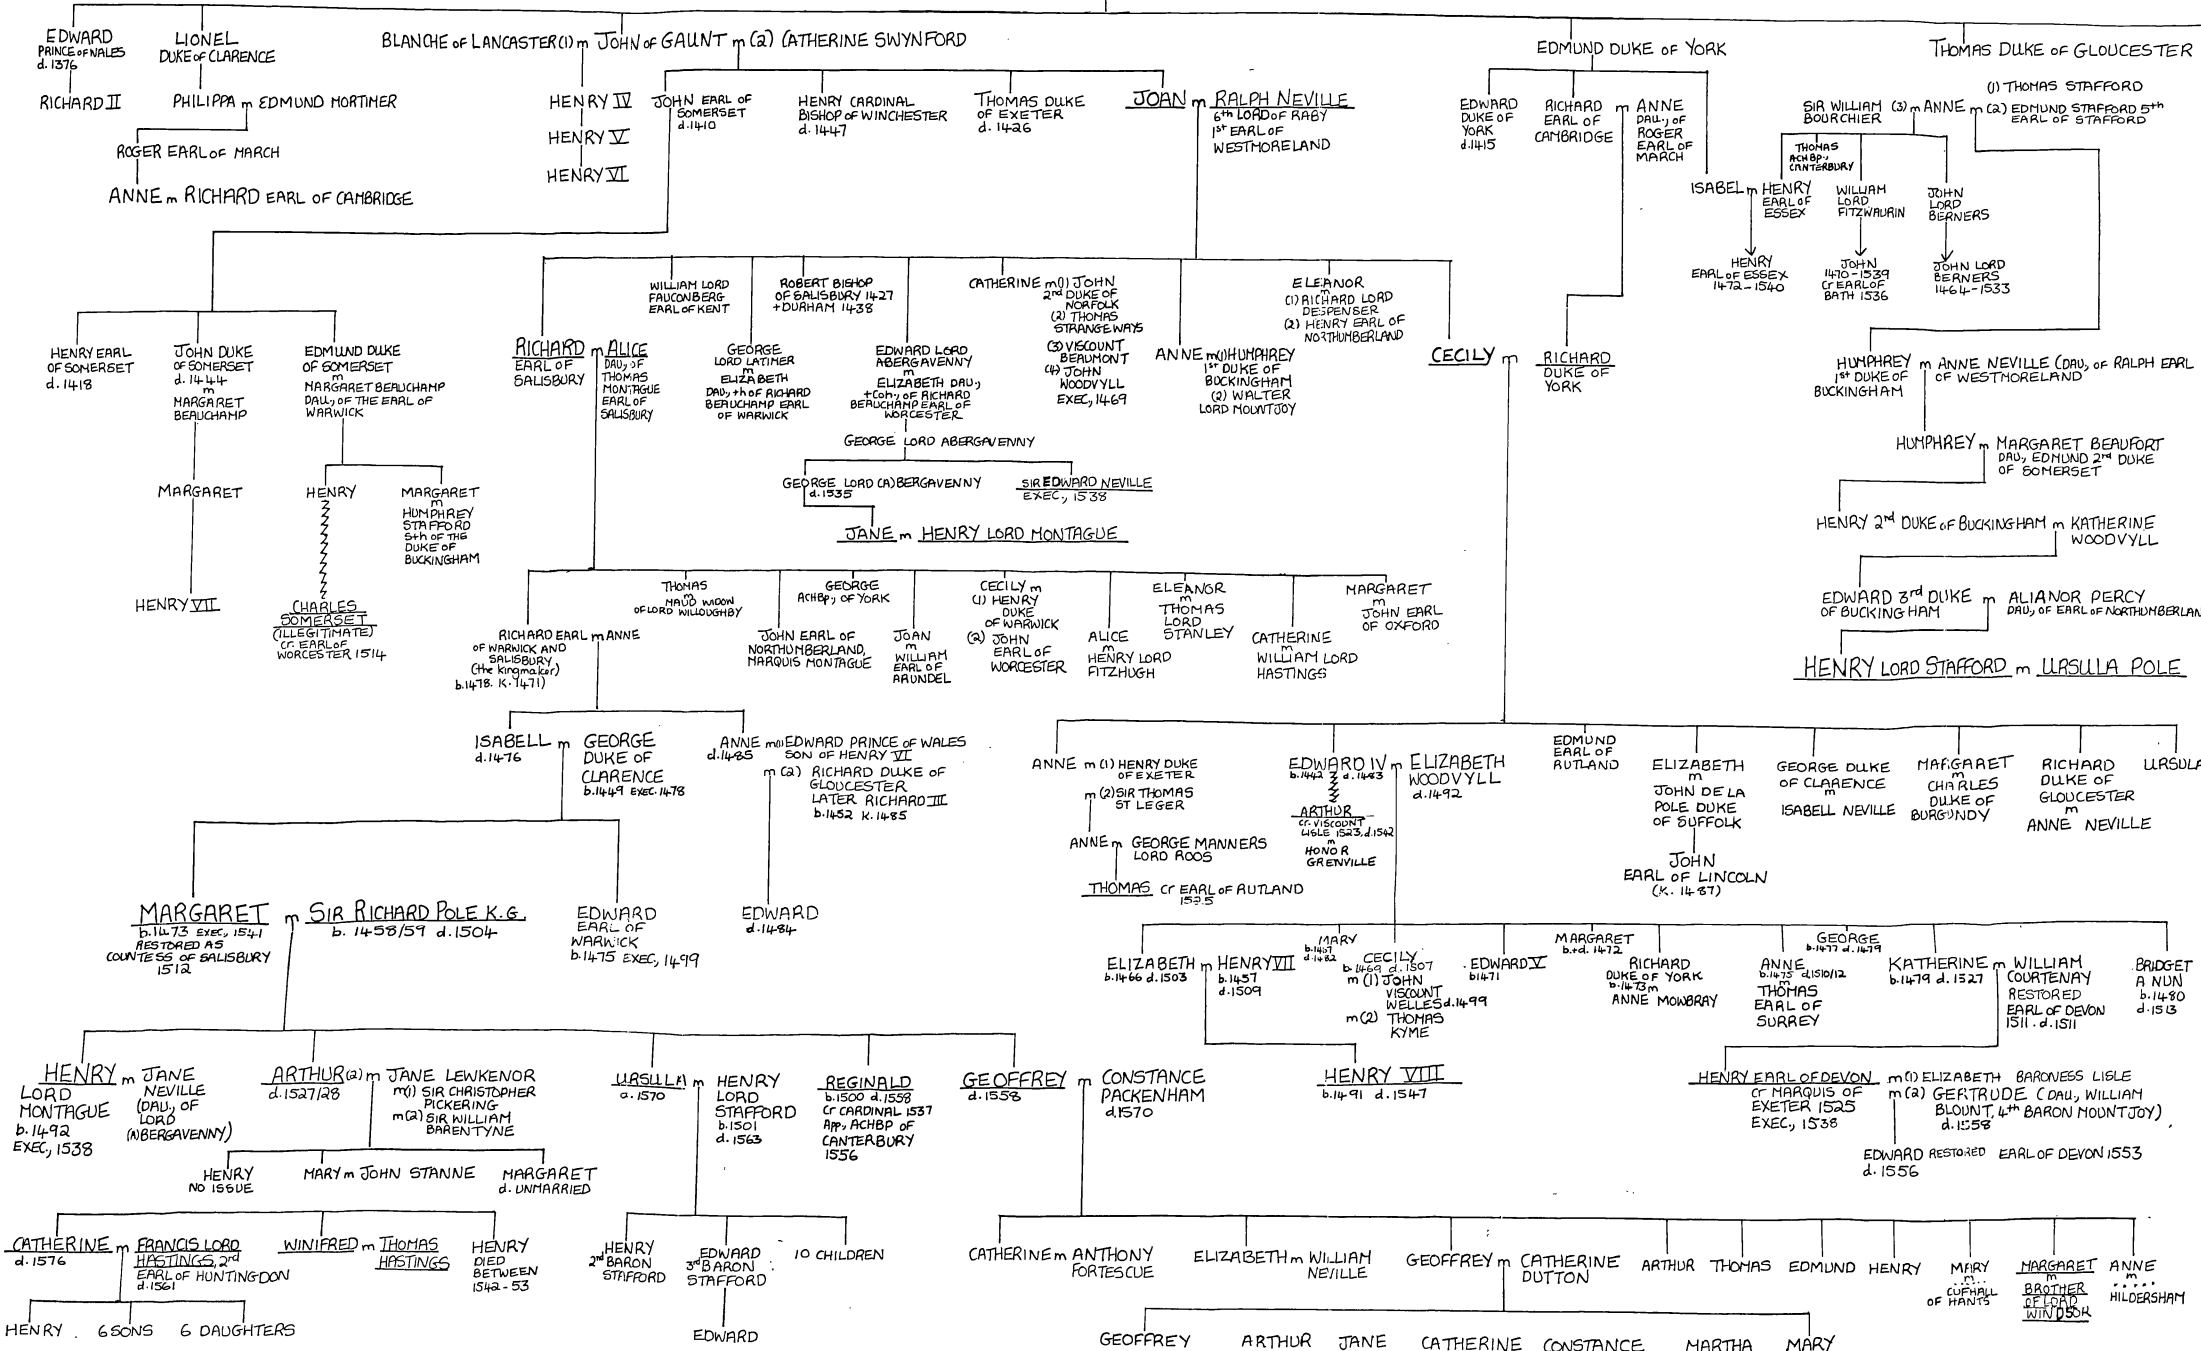 EDWARD
PRINCE OF WALES
d.1376
RICHARD II
LIONEL
DUKE OF CLARENCE
PHILIPPA m EDMUND MORTIMER
ROGER EARL OF MARCH
ANNE m RICHARD EARL OF CAMBRIDGE
BLANCHE OF LANCASTER (1) m JOHN OF GAUNT m (2) CATHERINE SWYNFORD
HENRY IV
HENRY V
HENRY VI
JOHN EARL OF
SOMERSET
d.1410
HENRY CARDINAL
BISHOP OF WINCHESTER
d.1447
THOMAS DUKE
OF EXETER
d.1426
JOAN m RALPH NEVILLE
6th LORD OF RABY
1st EARL OF
WESTMORELAND
EDMUND DUKE OF YORK
EDWARD
DUKE OF
YORK
d.1415
RICHARD
EARL OF
CAMBRIDGE
m ANNE
DAU., OF
ROGER
EARL OF
MARCH
ISABEL m HENRY
EARL OF
ESSEX
THOMAS DUKE OF GLOUCESTER
(1) THOMAS STAFFORD
SIR WILLIAM (3) m ANNE m (2) EDMUND STAFFORD 5th
BOURCHIER
EARL OF STAFFORD
THOMAS
ACHBP.,
CANTERBURY
WILLIAM
LORD
FITZWAURIN
JOHN
LORD
BERNERS
HENRY
EARL OF ESSEX
1472-1540
JOHN
1470-1539
Cr EARL OF
BATH 1536
JOHN LORD
BERNERS
1464-1533
HENRY EARL
OF SOMERSET
d.1418
JOHN DUKE
OF SOMERSET
d.1444
m
MARGARET
BEAUCHAMP
EDMUND DUKE
OF SOMERSET
m
MARGARET BEAUCHAMP
DAU., OF THE EARL OF
WARWICK
MARGARET
HENRY VII
HENRY
CHARLES
SOMERSET
(ILLEGITIMATE)
Cr. EARL OF
WORCESTER 1514
MARGARET
m
HUMPHREY
STAFFORD
S+h OF THE
DUKE OF
BUCKINGHAM
RICHARD m ALICE
EARL OF
SALISBURY
DAU., OF
THOMAS
MONTAGUE
EARL OF
SALISBURY
WILLIAM LORD
FAUCONBERG
EARL OF KENT
GEORGE
LORD LATIMER
m
ELIZABETH
DAU., +h OF RICHARD
BEAUCHAMP EARL
OF WARWICK
ROBERT BISHOP
OF SALISBURY 1427
+ DURHAM 1438
EDWARD LORD
ABERGAVENNY
m
ELIZABETH DAU.,
+ Coh., OF RICHARD
BEAUCHAMP EARL OF
WORCESTER
CATHERINE m (1) JOHN
2nd DUKE OF
NORFOLK
(2) THOMAS
STRANGEWAYS
(3) VISCOUNT
BEAUMONT
(4) JOHN
WOODVYLL
EXEC., 1469
ANNE m (1) HUMPHREY
1st DUKE OF
BUCKINGHAM
(2) WALTER
LORD MOUNTJOY
ELEANOR
m
(1) RICHARD LORD
DESPENSER
(2) HENRY EARL OF
NORTHUMBERLAND
CECILY m RICHARD
DUKE OF
YORK
HUMPHREY m ANNE NEVILLE (DAU., OF RALPH EARL
1st DUKE OF
BUCKINGHAM
OF WESTMORELAND)
HUMPHREY m MARGARET BEAUFORT
DAU., EDMUND 2nd DUKE
OF SOMERSET
HENRY 2nd DUKE OF BUCKINGHAM m KATHERINE
WOODVYLL
EDWARD 3rd DUKE m ALIANOR PERCY
OF BUCKINGHAM
DAU., OF EARL OF NORTHUMBERLAN
HENRY LORD STAFFORD m URSULA POLE
GEORGE LORD ABERGAVENNY
GEORGE LORD (A)BERGAVENNY
d.1535
SIR EDWARD NEVILLE
EXEC., 1538
JANE m HENRY LORD MONTAGUE
RICHARD EARL m ANNE
OF WARWICK AND
SALISBURY
(the kingmaker)
b.1478. K.1471)
THOMAS
m
MAUD WIDOW
OF LORD WILLOUGHBY
JOHN EARL OF
NORTHUMBERLAND,
MARQUIS MONTAGUE
GEORGE
ACHBp., OF YORK
JOAN
m
WILLIAM
EARL OF
ARUNDEL
CECILY m
(1) HENRY
DUKE
OF WARWICK
(2) JOHN
EARL OF
WORCESTER
ALICE
m
HENRY LORD
FITZHUGH
ELEANOR
m
THOMAS
LORD
STANLEY
CATHERINE
m
WILLIAM LORD
HASTINGS
MARGARET
m
JOHN EARL
OF OXFORD
ISABELL m GEORGE
d.1476
DUKE OF
CLARENCE
b.1449 EXEC.1478
ANNE m(1) EDWARD PRINCE OF WALES
d.1485
SON OF HENRY VI
m (2) RICHARD DUKE OF
GLOUCESTER
LATER RICHARD III
b.1452 K.1485
EDWARD
d.1484
ANNE m (1) HENRY DUKE
OF EXETER
m (2) SIR THOMAS
ST LEGER
ANNE m GEORGE MANNERS
LORD ROOS
THOMAS Cr EARL OF RUTLAND
1525
EDWARD IV m ELIZABETH
b.1442 d.1483
WOODVYLL
d.1492
ARTHUR
Cr. VISCOUNT
LISLE 1523, d.1542
m
HONOR
GRENVILLE
EDMUND
EARL OF
RUTLAND
ELIZABETH
m
JOHN DE LA
POLE DUKE
OF SUFFOLK
JOHN
EARL OF LINCOLN
(K. 1487)
GEORGE DUKE
OF CLARENCE
m
ISABELL NEVILLE
MARGARET
m
CHARLES
DUKE OF
BURGUNDY
RICHARD
DUKE OF
GLOUCESTER
m
ANNE NEVILLE
URSULA
MARGARET m SIR RICHARD POLE K.G.
b.1473 EXEC., 1541
b. 1458/59 d.1504
RESTORED AS
COUNTESS OF SALISBURY
1512
EDWARD
EARL OF
WARWICK
b.1475 EXEC., 1499
ELIZABETH m HENRY VII
b.1466 d.1503
b.1457
d.1509
MARY
b.1467
d.1482
CECILY
b.1469 d.1507
m (1) JOHN
VISCOUNT
WELLES d.1499
m (2) THOMAS
KYME
EDWARD V
b1471
MARGARET
b.+d.1472
RICHARD
DUKE OF YORK
b.1473 m
ANNE MOWBRAY
ANNE
b.1475 d.1510/12
m
THOMAS
EARL OF
SURREY
GEORGE
b.1477 d.1479
KATHERINE m WILLIAM
b.1479 d.1527
COURTENAY
RESTORED
EARL OF DEVON
1511. d.1511
BRIDGET
A NUN
b.1480
d.1513
HENRY m JANE
LORD
MONTAGUE
b.1492
EXEC., 1538
NEVILLE
(DAU., OF
LORD
(A)BERGAVENNY)
ARTHUR (2) m JANE LEWKENOR
d.1527/28
m(1) SIR CHRISTOPHER
PICKERING
m(2) SIR WILLIAM
BARENTYNE
URSULA m HENRY
d.1570
LORD
STAFFORD
b.1501
d.1563
REGINALD
b.1500 d.1558
Cr CARDINAL 1537
App., ACHBP OF
CANTERBURY
1556
GEOFFREY m CONSTANCE
d.1558
PACKENHAM
d.1570
HENRY VIII
b.1491 d.1547
HENRY EARL OF DEVON m(1) ELIZABETH BARONESS LISLE
Cr MARQUIS OF
EXETER 1525
EXEC., 1538
m(2) GERTRUDE (DAU., WILLIAM
BLOUNT, 4th BARON MOUNTJOY)
d.1558
EDWARD RESTORED EARL OF DEVON 1553
d.1556
HENRY
NO ISSUE
MARY m JOHN STANNE
MARGARET
d. UNMARRIED
CATHERINE m FRANCIS LORD
d.1576
HASTINGS, 2nd
EARL OF HUNTINGDON
d.1561
WINIFRED m THOMAS
HASTINGS
HENRY
DIED
BETWEEN
1542-53
HENRY
2nd BARON
STAFFORD
EDWARD
3rd BARON
STAFFORD
10 CHILDREN
CATHERINE m ANTHONY
FORTESCUE
ELIZABETH m WILLIAM
NEVILLE
GEOFFREY m CATHERINE
DUTTON
ARTHUR
THOMAS
EDMUND
HENRY
MARY
m
.....
CUFHALL
OF HANTS
MARGARET
m
BROTHER
OF LORD
WINDSOR
ANNE
m
.....
HILDERSHAM
HENRY. 6 SONS 6 DAUGHTERS
EDWARD
GEOFFREY ARTHUR JANE CATHERINE CONSTANCE MARTHA MARY